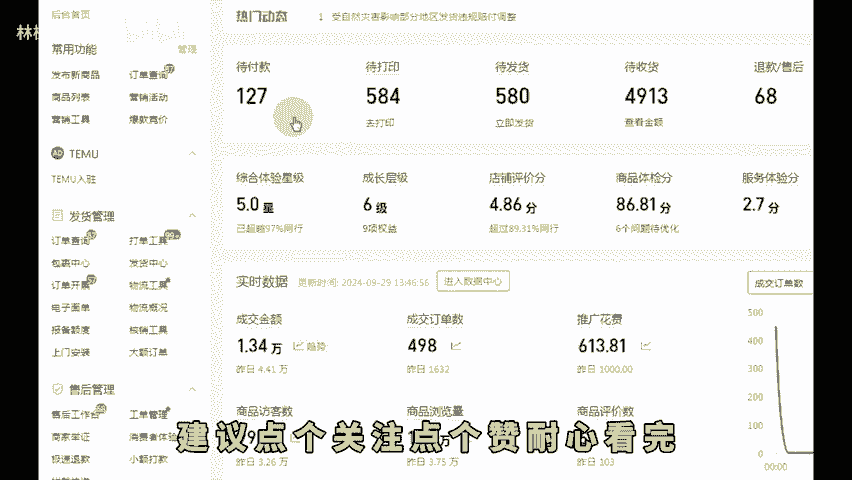 后台首页
热门动态 1 受自然灾害影响部分地区发货违规赔付调整
常用功能 管理
发布新商品 订单查询
商品列表 营销活动
营销工具 爆款竞价
待付款 待打印 待发货 待收货 退款/售后
127 584 580 4913 68
去打印 立即发货 查看金额
TEMU
TEMU入驻
综合体验星级 成长层级 店铺评价分 商品体检分 服务体验分
5.0 星 6 级 4.86 分 86.81 分 2.7 分
已超越97%同行 9项权益 超过89.31%同行 6个问题待优化
发货管理
订单查询 打单工具
包裹中心 发货中心
订单开票 物流工具
电子面单 物流概况
报备额度 核销工具
上门安装 大额订单
实时数据 更新时间: 2024-09-29 13:46:56 进入数据中心 成交订单数
成交金额 成交订单数 推广花费
1.34 万 趋势 498 613.81
昨日 4.41 万 昨日 1632 昨日 1000.00
500
400
300
200
100
0
00:00
售后管理
售后工作台 工单管理
商家举证
极速退款 小额打款
商品访客数 商品浏览量 商品评价数
昨日 3.26 万 昨日 3.75 万 昨日 103
建议点个关注点个赞耐心看完